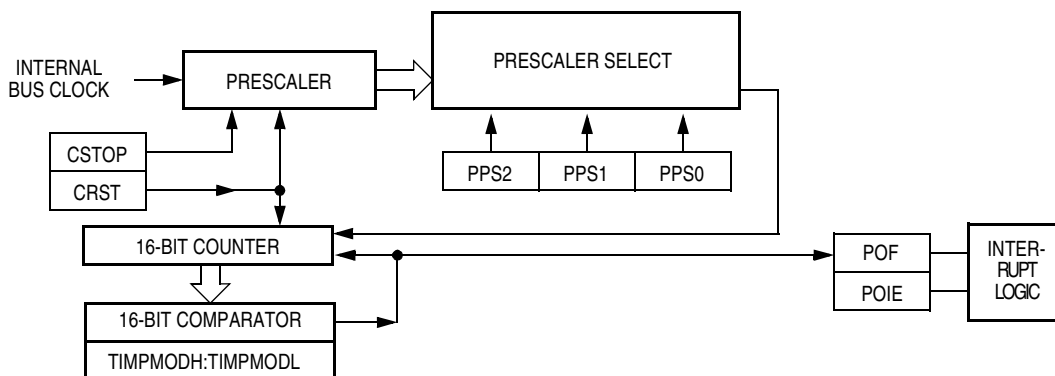 INTERNAL
BUS CLOCK
PRESCALER
PRESCALER SELECT
CSTOP
CRST
PPS2
PPS1
PPS0
16-BIT COUNTER
POF
POIE
INTER-
RUPT
LOGIC
16-BIT COMPARATOR
TIMPMODH:TIMPMODL